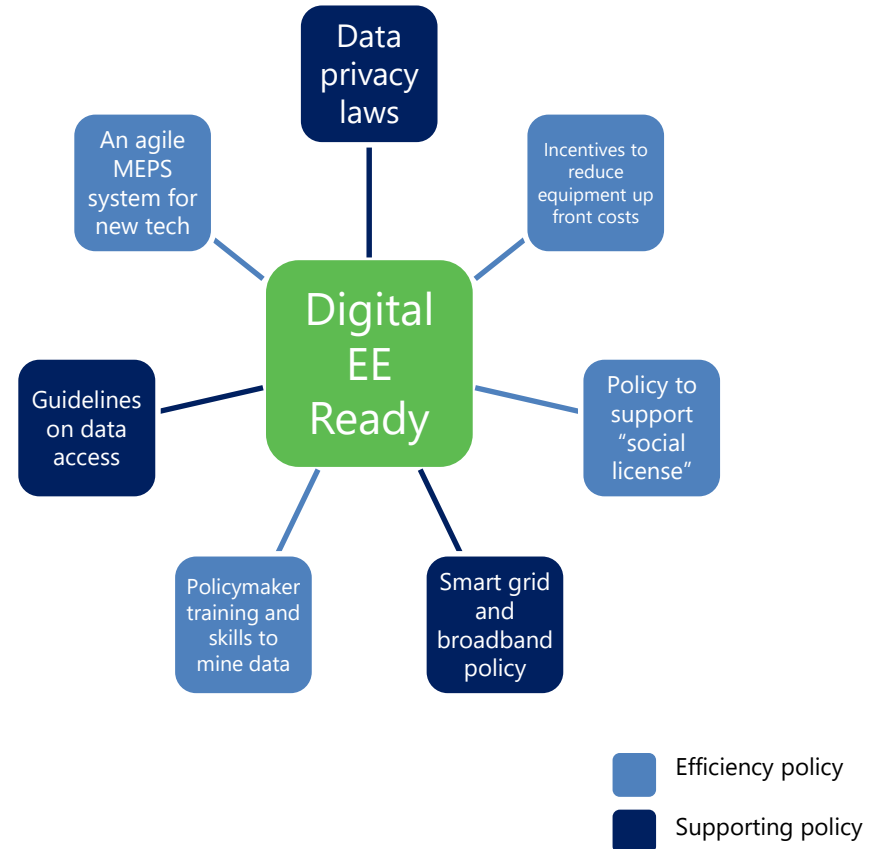 Data
privacy
laws
An agile
MEPS
system for
new tech
Incentives to
reduce
equipment up
front costs
Digital
EE
Ready
Guidelines
on data
access
Policy to
support
“social
license”
Policymaker
training and
skills to
mine data
Smart grid
and
broadband
policy
Efficiency policy
Supporting policy